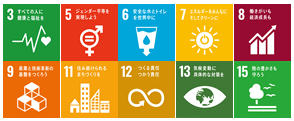 3 すべての人に
健康と福祉を
5 ジェンダー平等を
実現しよう
6 安全な水とトイレ
を世界中に
7 エネルギーをみんなに
そしてクリーンに
8 働きがいも
経済成長も
9 産業と技術革新の
基盤をつくろう
11 住み続けられる
まちづくりを
12 つくる責任
つかう責任
13 気候変動に
具体的な対策を
15 陸の豊かさも
守ろう